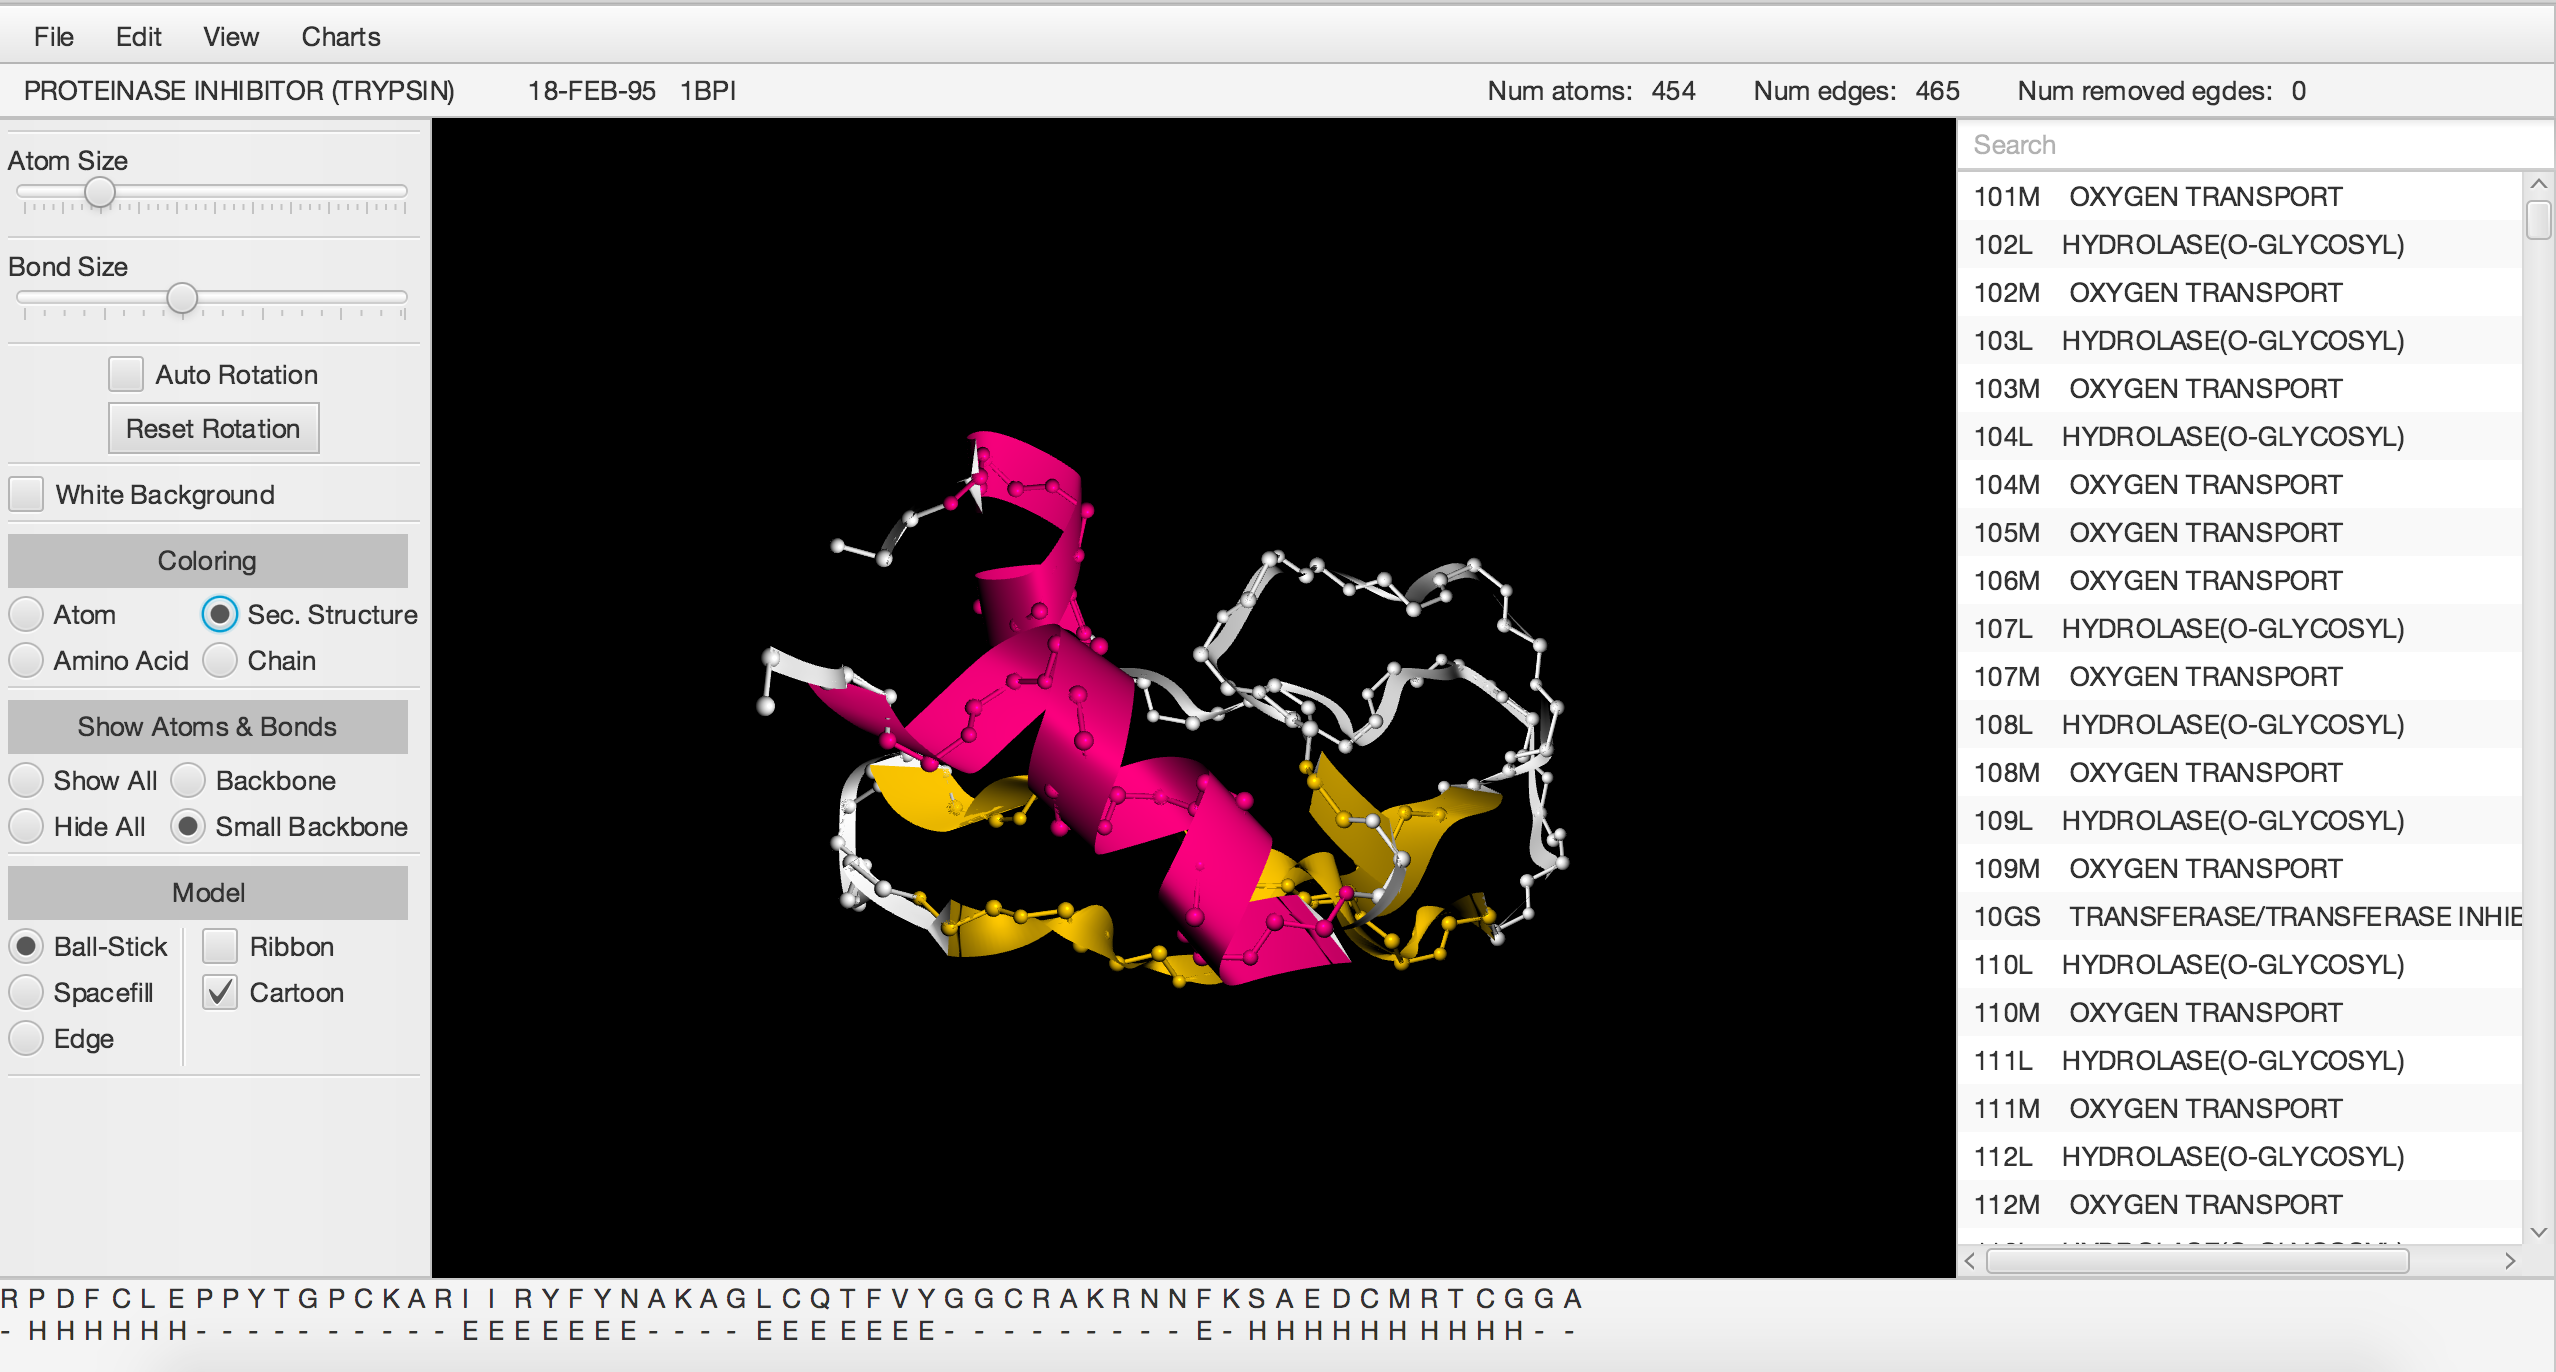 File Edit View Charts
PROTEINASE INHIBITOR (TRYPSIN) 18-FEB-95 1BPI Num atoms: 454 Num edges: 465 Num removed egdes: 0
Atom Size
Bond Size
Auto Rotation
Reset Rotation
White Background
Coloring
Atom Sec. Structure
Amino Acid Chain
Show Atoms & Bonds
Show All Backbone
Hide All Small Backbone
Model
Ball-Stick Ribbon
Spacefill Cartoon
Edge
Search
101M OXYGEN TRANSPORT
102L HYDROLASE(O-GLYCOSYL)
102M OXYGEN TRANSPORT
103L HYDROLASE(O-GLYCOSYL)
103M OXYGEN TRANSPORT
104L HYDROLASE(O-GLYCOSYL)
104M OXYGEN TRANSPORT
105M OXYGEN TRANSPORT
106M OXYGEN TRANSPORT
107L HYDROLASE(O-GLYCOSYL)
107M OXYGEN TRANSPORT
108L HYDROLASE(O-GLYCOSYL)
108M OXYGEN TRANSPORT
109L HYDROLASE(O-GLYCOSYL)
109M OXYGEN TRANSPORT
10GS TRANSFERASE/TRANSFERASE
110L HYDROLASE(O-GLYCOSYL)
110M OXYGEN TRANSPORT
111L HYDROLASE(O-GLYCOSYL)
111M OXYGEN TRANSPORT
112L HYDROLASE(O-GLYCOSYL)
112M OXYGEN TRANSPORT
R P D F C L E P P Y T G P C K A R I I R Y F Y N A K A G L C Q T F V Y G G C R A K R N N F K S A E D C M R T C G G A
- H H H H H H - - - - - - - - - - E E E E E E E - - - - E E E E E E E - - - - - - - - - E - H H H H H H H H H H - -